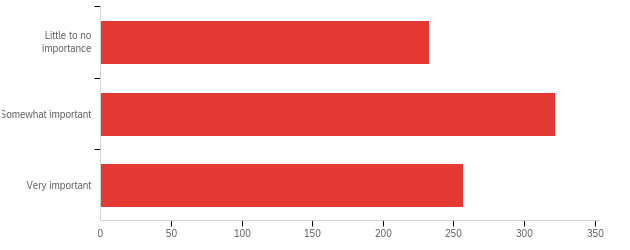 Little to no
importance
Somewhat important
Very important
0 50 100 150 200 250 300 350